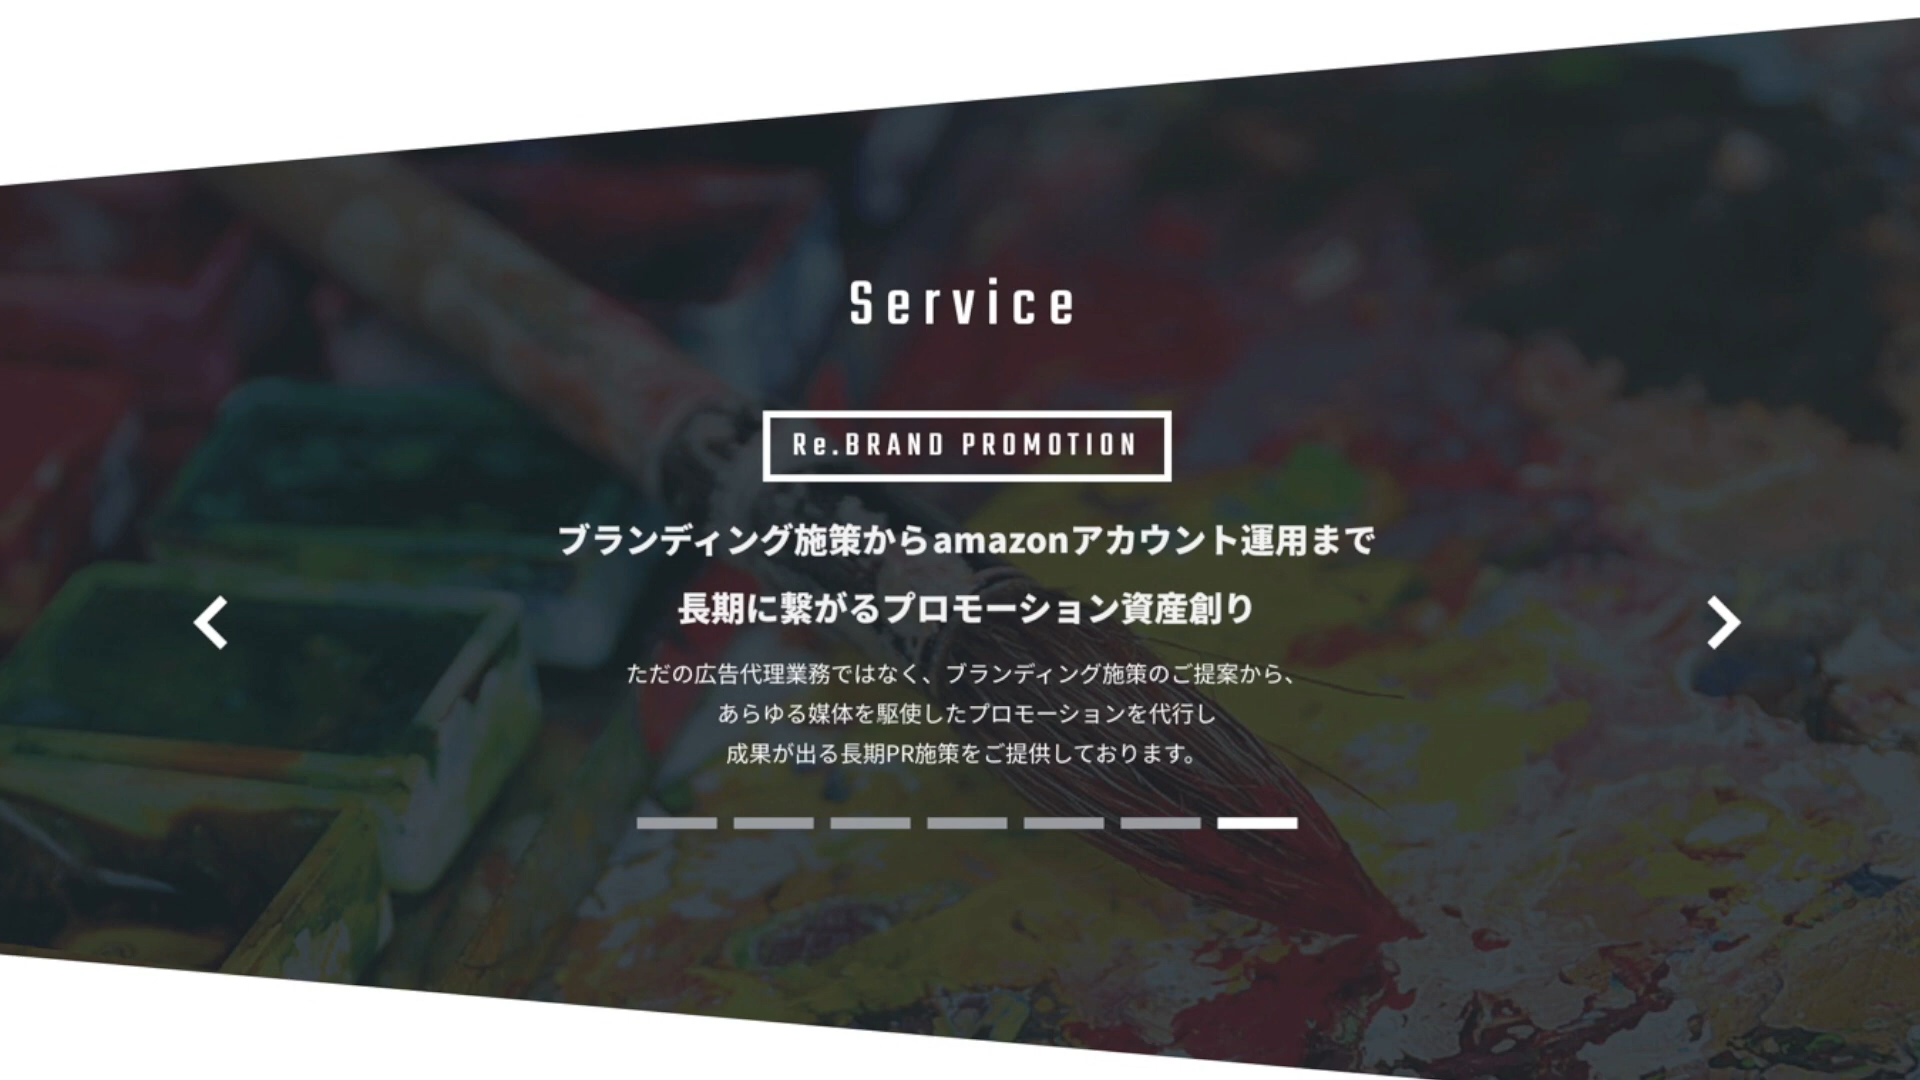 Service
Re.BRAND PROMOTION
ブランディング施策からamazonアカウント運用まで
長期に繋がるプロモーション資産創り
ただの広告代理業務ではなく、ブランディング施策のご提案から、
あらゆる媒体を駆使したプロモーションを代行し
成果が出る長期PR施策をご提供しております。